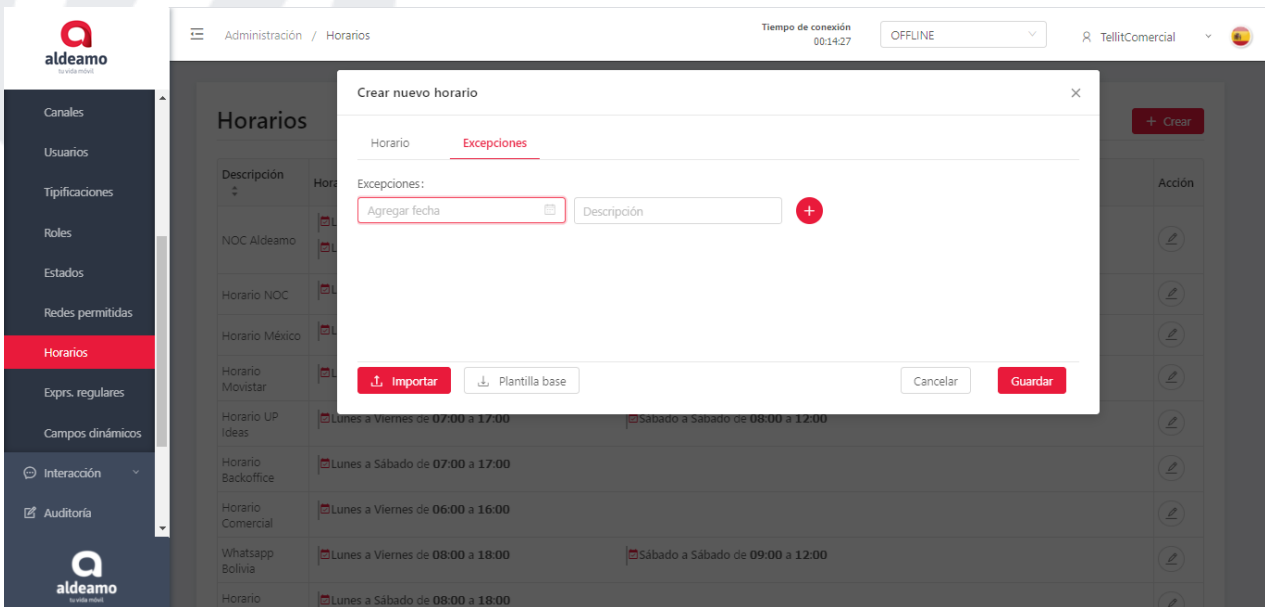 aldeamo
tu vida móvil
Administración / Horarios
Tiempo de conexión
00:14:27
OFFLINE
TellitComercial
Canales
Usuarios
Tipificaciones
Roles
Estados
Redes permitidas
Horarios
Exprs. regulares
Campos dinámicos
Interacción
Auditoría
aldeamo
tu vida móvil
Horarios
+ Crear
Crear nuevo horario
Horario Excepciones
Excepciones:
Agregar fecha
Descripción
Importar
Plantilla base
Cancelar
Guardar
Descripción
Hora
Acción
NOC Aldeamo
Horario NOC
Horario México
Horario
Movistar
Horario UP
Ideas
Lunes a Viernes de 07:00 a 17:00
Sábado a Sábado de 08:00 a 12:00
Horario
Backoffice
Lunes a Sábado de 07:00 a 17:00
Horario
Comercial
Lunes a Viernes de 06:00 a 16:00
Whatsapp
Bolivia
Lunes a Viernes de 08:00 a 18:00
Sábado a Sábado de 09:00 a 12:00
Horario
Lunes a Sábado de 08:00 a 18:00